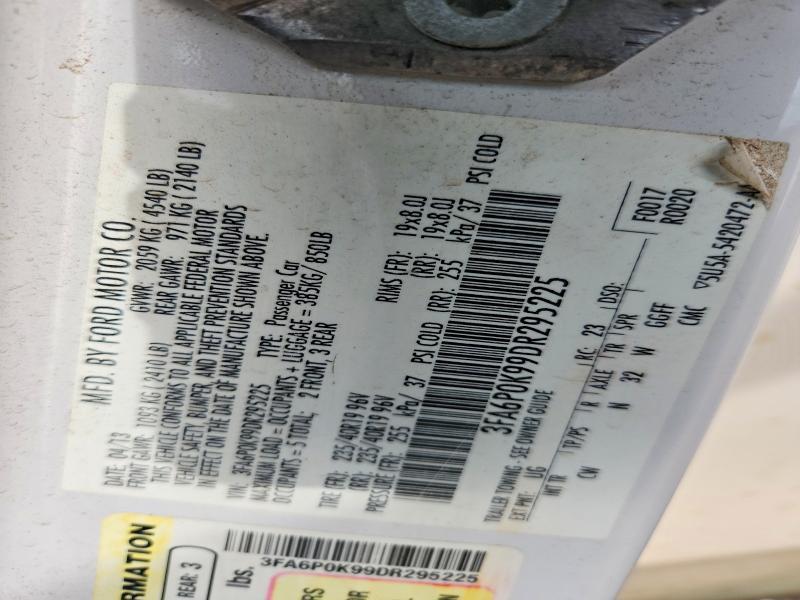 MFD. BY FORD MOTOR CO.
DATE: 04/13 GVWR: 2059 KG ( 4540 LB)
FRONT GAWR: 1093 KG ( 2410 LB) REAR GAWR: 971 KG ( 2140 LB)
THIS VEHICLE CONFORMS TO ALL APPLICABLE FEDERAL MOTOR
VEHICLE SAFETY, BUMPER, AND THEFT PREVENTION STANDARDS
IN EFFECT ON THE DATE OF MANUFACTURE SHOWN ABOVE.
VIN: 3FA6P0K99DR295225 TYPE: Passenger Car
MAXIMUM LOAD = OCCUPANTS + LUGGAGE = 385KG/ 850LB
OCCUPANTS = 5 TOTAL; 2 FRONT, 3 REAR
TIRE (FR): 235/40R19 96V RIMS (FR): 19x8.0J
(RR): 235/40R19 96V (RR): 19x8.0J
PRESSURE (FR): 255 kPa/ 37 PSI COLD (RR): 255 kPa/ 37 PSI COLD
3FA6P0K99DR295225
F0017
R0020
TRAILER TOWING - SEE OWNER GUIDE
EXT PNT: UG RC: 23 DSO:
WB TR TP/PS R AXLE TR SPR
CW N 32 W GGFF
CMC
5USA-5420472-A
RMATION
REAR: 3
lbs.
3FA6P0K99DR295225